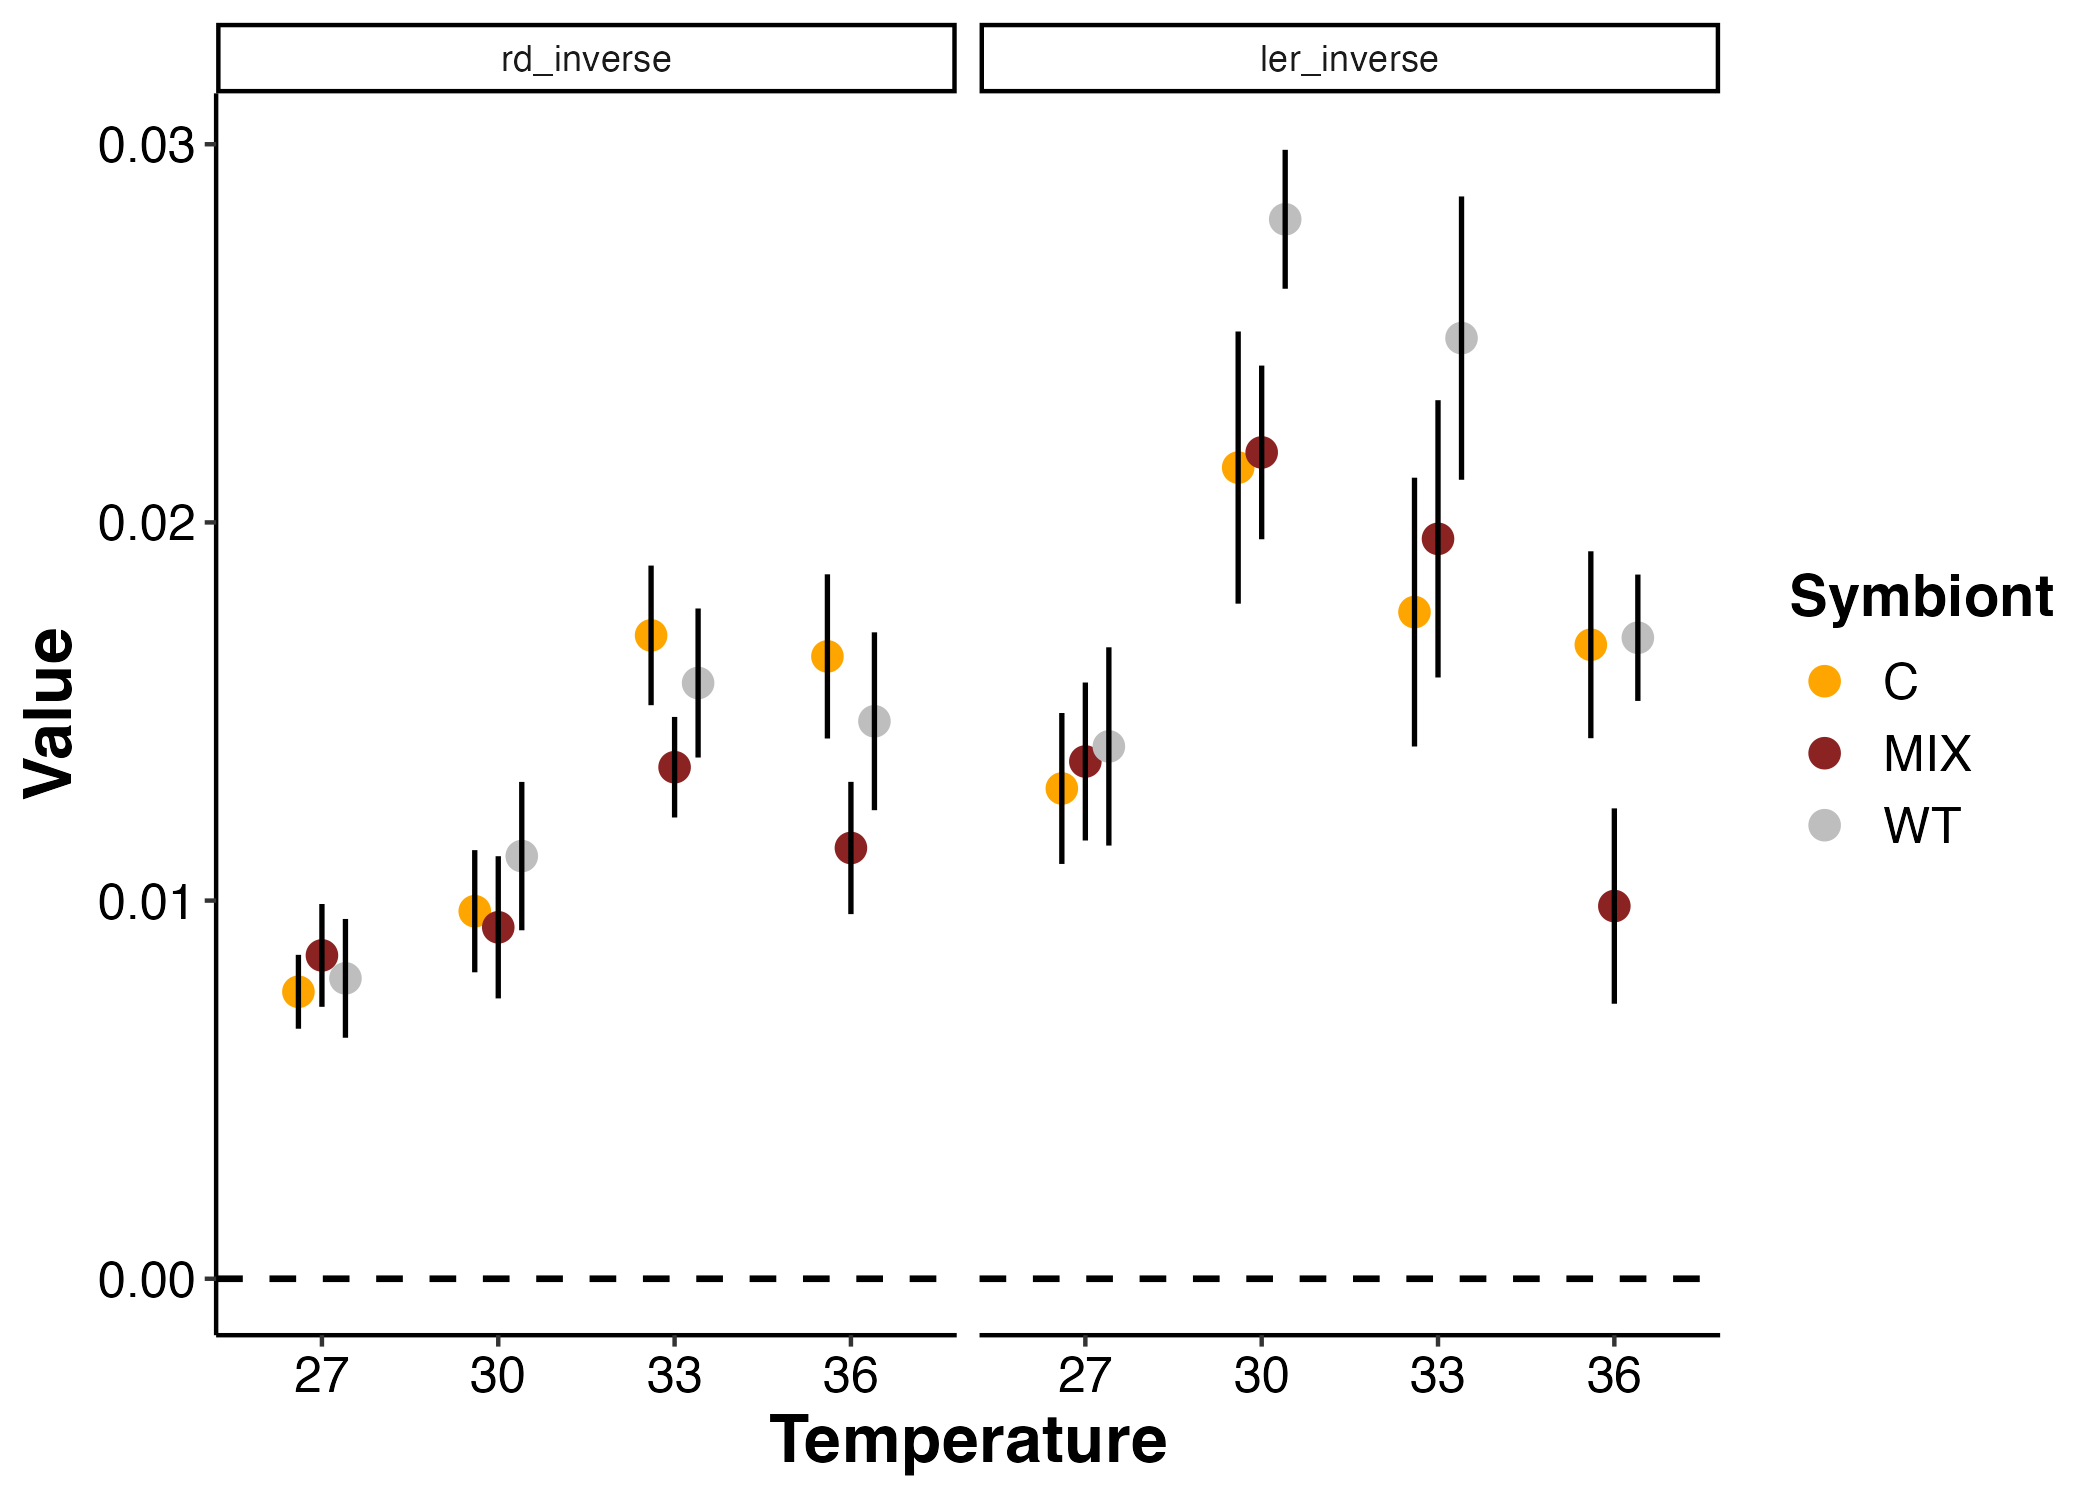 rd_inverse ler_inverse
0.03
0.02
0.01
0.00
Value
27 30 33 36 27 30 33 36
Temperature
Symbiont
C
MIX
WT